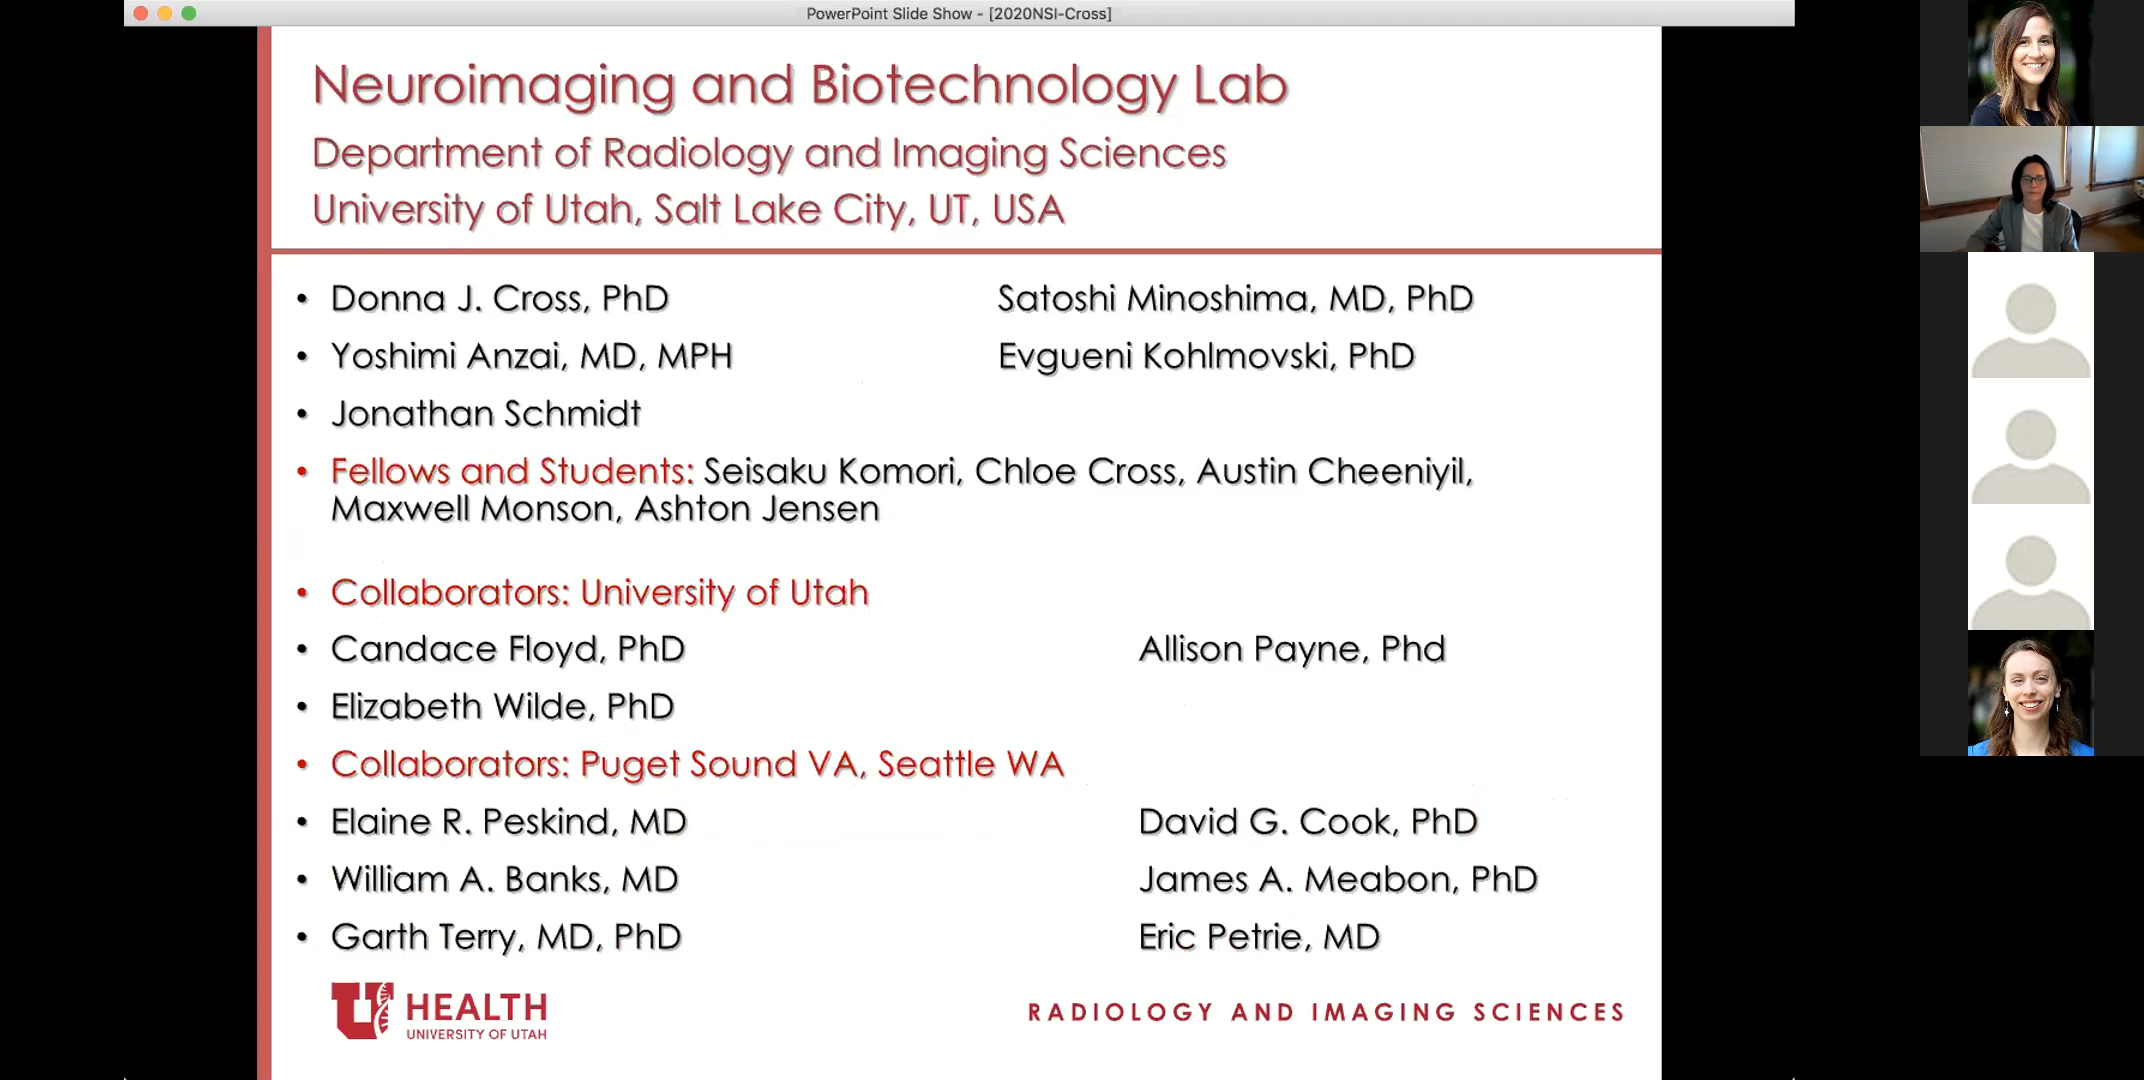 PowerPoint Slide Show - [2020NSI-Cross]
Neuroimaging and Biotechnology Lab
Department of Radiology and Imaging Sciences
University of Utah, Salt Lake City, UT, USA
• Donna J. Cross, PhD Satoshi Minoshima, MD, PhD
• Yoshimi Anzai, MD, MPH Evgueni Kohlmovski, PhD
• Jonathan Schmidt
• Fellows and Students: Seisaku Komori, Chloe Cross, Austin Cheeniyil,
Maxwell Monson, Ashton Jensen
• Collaborators: University of Utah
• Candace Floyd, PhD Allison Payne, Phd
• Elizabeth Wilde, PhD
• Collaborators: Puget Sound VA, Seattle WA
• Elaine R. Peskind, MD David G. Cook, PhD
• William A. Banks, MD James A. Meabon, PhD
• Garth Terry, MD, PhD Eric Petrie, MD
U HEALTH
UNIVERSITY OF UTAH
RADIOLOGY AND IMAGING SCIENCES